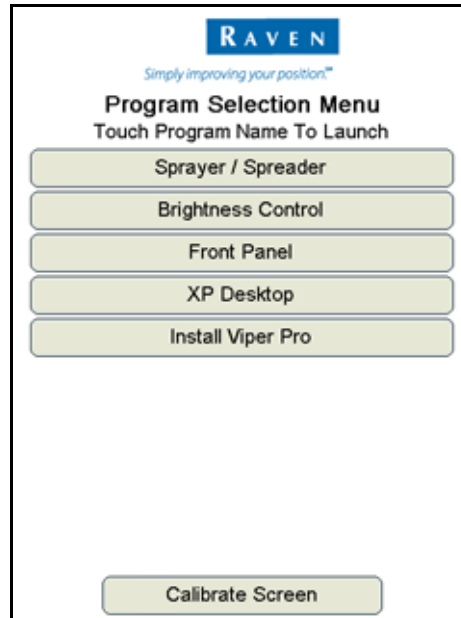 RAVEN
Simply improving your position.℠
Program Selection Menu
Touch Program Name To Launch
Sprayer / Spreader
Brightness Control
Front Panel
XP Desktop
Install Viper Pro
Calibrate Screen